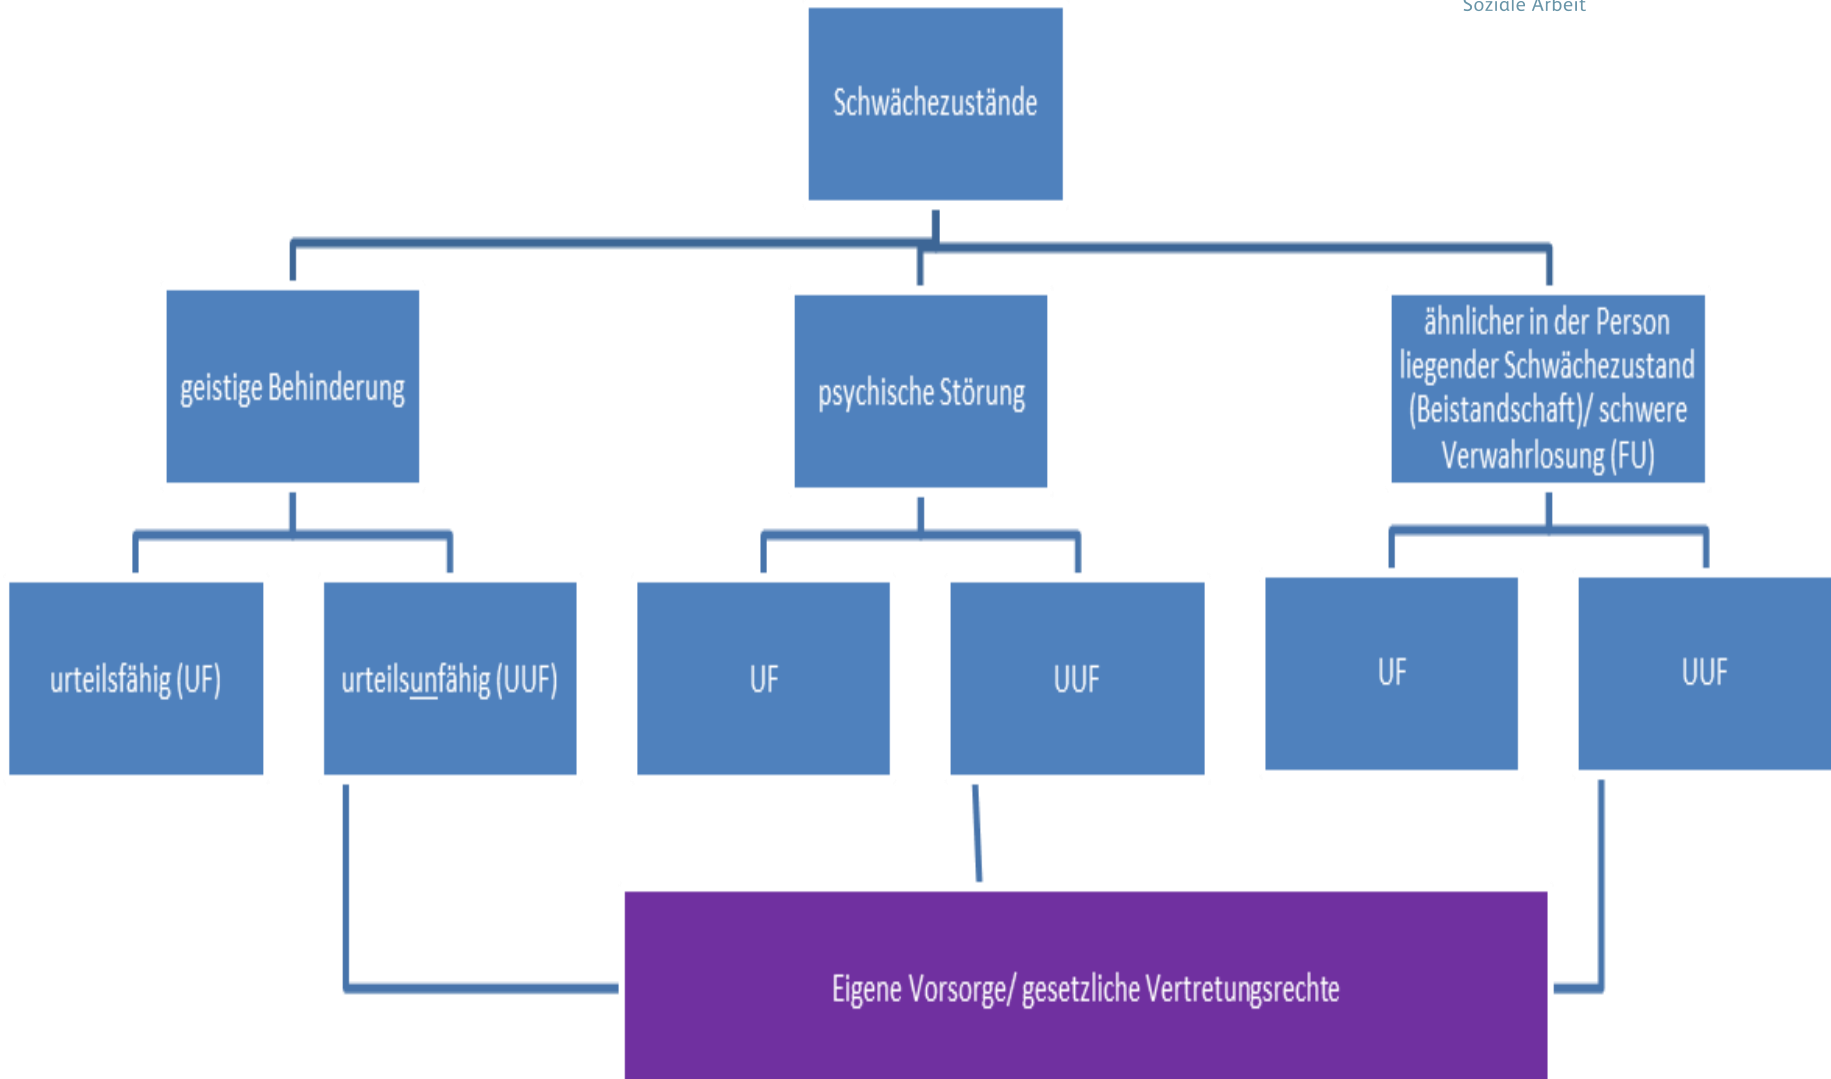 Soziale Arbeit
Schwächezustände
geistige Behinderung
psychische Störung
ähnlicher in der Person
liegender Schwächezustand
(Beistandschaft)/ schwere
Verwahrlosung (FU)
urteilsfähig (UF)
urteilsunfähig (UUF)
UF
UUF
UF
UUF
Eigene Vorsorge/ gesetzliche Vertretungsrechte